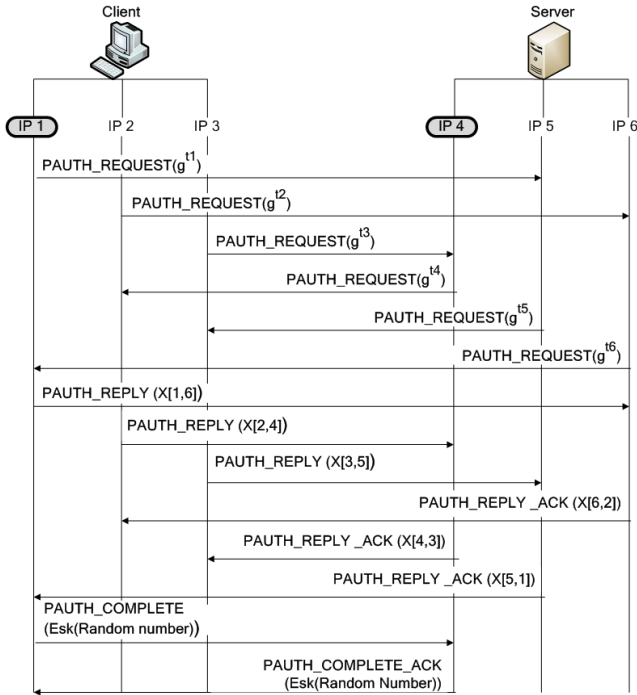 Client
Server
IP 1
IP 2
IP 3
IP 4
IP 5
IP 6
PAUTH_REQUEST(g^t1)
PAUTH_REQUEST(g^t2)
PAUTH_REQUEST(g^t3)
PAUTH_REQUEST(g^t4)
PAUTH_REQUEST(g^t5)
PAUTH_REQUEST(g^t6)
PAUTH_REPLY (X[1,6])
PAUTH_REPLY (X[2,4])
PAUTH_REPLY (X[3,5])
PAUTH_REPLY _ACK (X[6,2])
PAUTH_REPLY _ACK (X[4,3])
PAUTH_REPLY _ACK (X[5,1])
PAUTH_COMPLETE
(Esk(Random number))
PAUTH_COMPLETE_ACK
(Esk(Random Number))